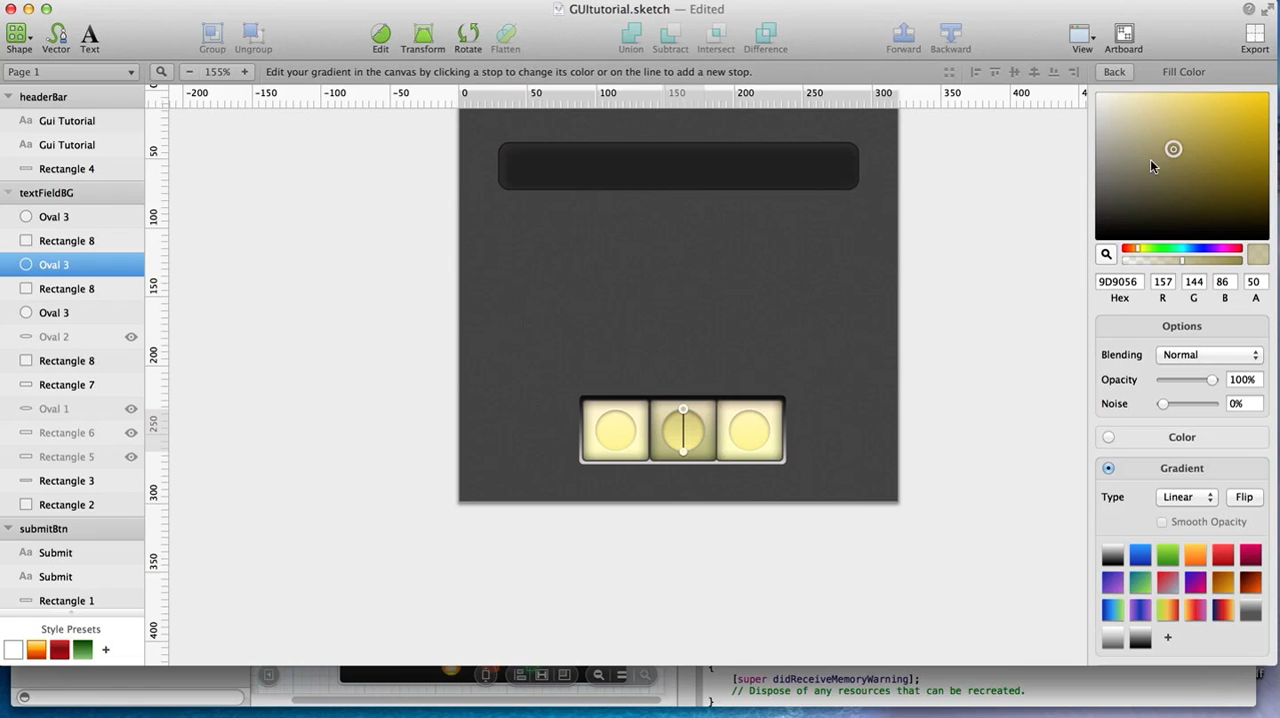 GUItutorial.sketch — Edited
Shape Vector Text Group Ungroup Edit Transform Rotate Flatten Union Subtract Intersect Difference Forward Backward View Artboard Export
Page 1 155% Edit your gradient in the canvas by clicking a stop to change its color or on the line to add a new stop. Back Fill Color
-200 -150 -100 -50 0 50 100 150 200 250 300 350 400
50
100
150
200
250
300
350
400
headerBar
Aa Gui Tutorial
Aa Gui Tutorial
Rectangle 4
textFieldBG
Oval 3
Rectangle 8
Oval 3
Rectangle 8
Oval 3
Oval 2
Rectangle 8
Rectangle 7
Oval 1
Rectangle 6
Rectangle 5
Rectangle 3
Rectangle 2
submitBtn
Aa Submit
Aa Submit
Rectangle 1
Style Presets
9D9056 157 144 86 50
Hex R G B A
Options
Blending Normal
Opacity 100%
Noise 0%
Color
Gradient
Type Linear Flip
Smooth Opacity
{
[super didReceiveMemoryWarning];
// Dispose of any resources that can be recreated.
}